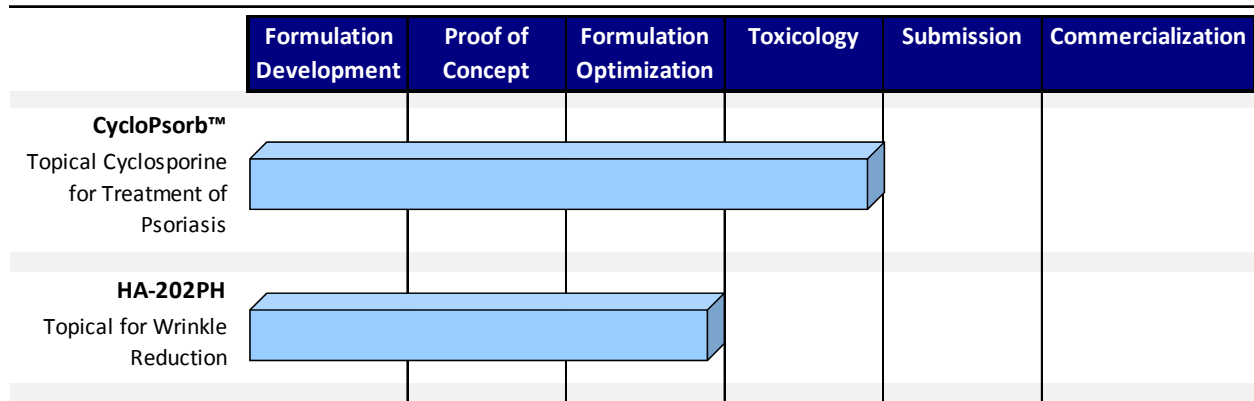 Formulation Development
Proof of Concept
Formulation Optimization
Toxicology
Submission
Commercialization
CycloPsorb™
Topical Cyclosporine
for Treatment of
Psoriasis
HA-202PH
Topical for Wrinkle
Reduction